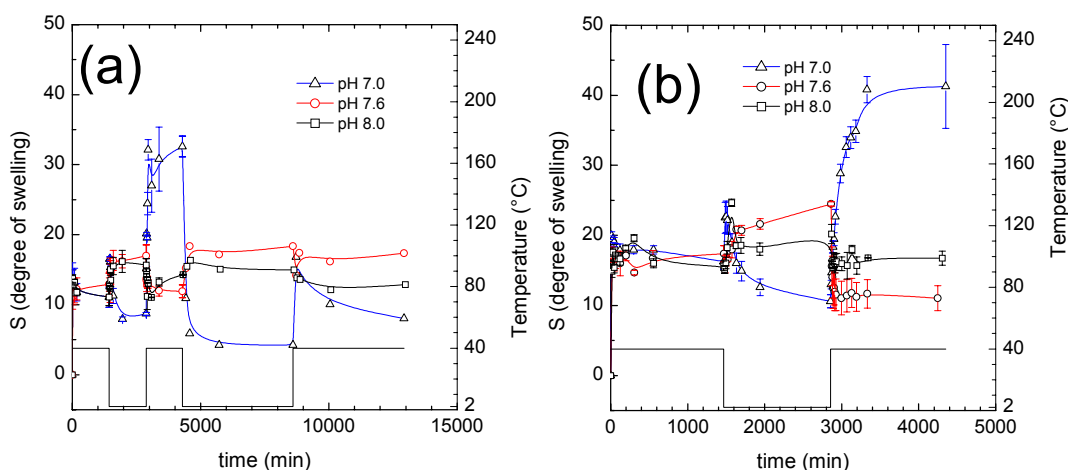 (a)
50
40
30
20
10
0
S (degree of swelling)
pH 7.0
pH 7.6
pH 8.0
240
200
160
120
80
40
2
Temperature (°C)
0
5000
10000
15000
time (min)
(b)
50
40
30
20
10
0
S (degree of swelling)
pH 7.0
pH 7.6
pH 8.0
240
200
160
120
80
40
2
Temperature (°C)
0
1000
2000
3000
4000
5000
time (min)